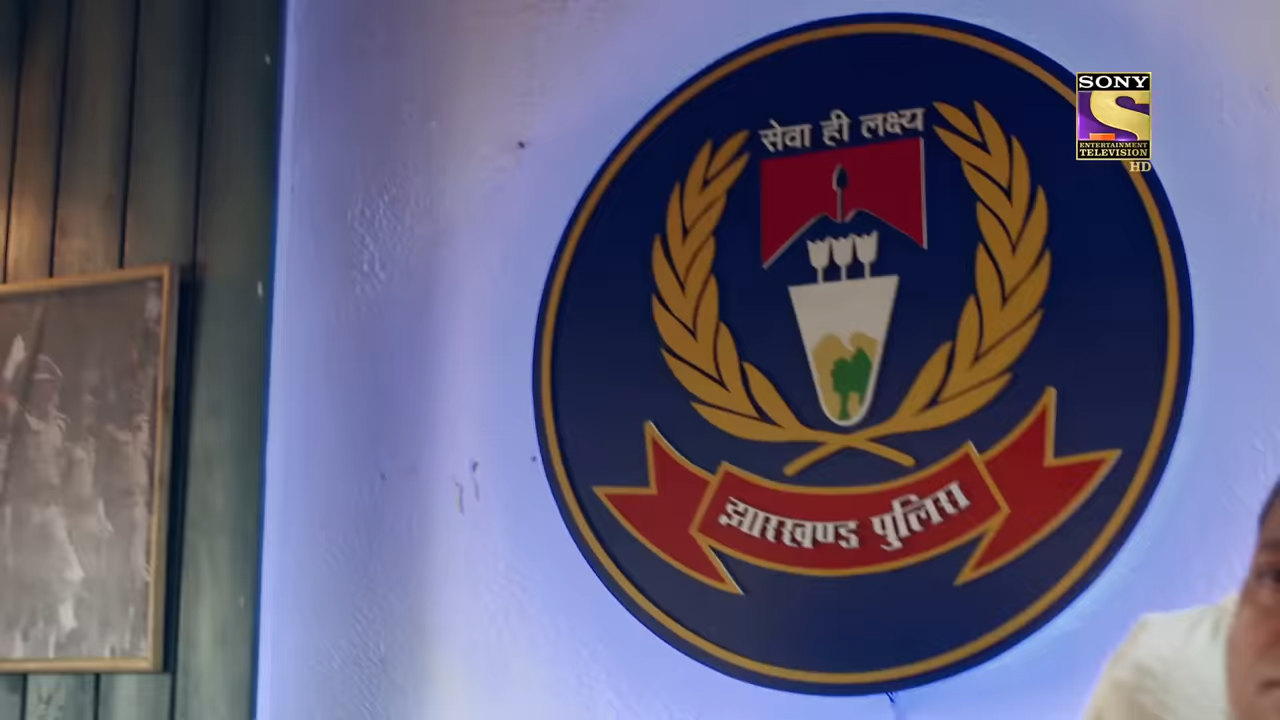 सेवा ही लक्ष्य
झारखण्ड पुलिस
SONY
ENTERTAINMENT
TELEVISION
HD